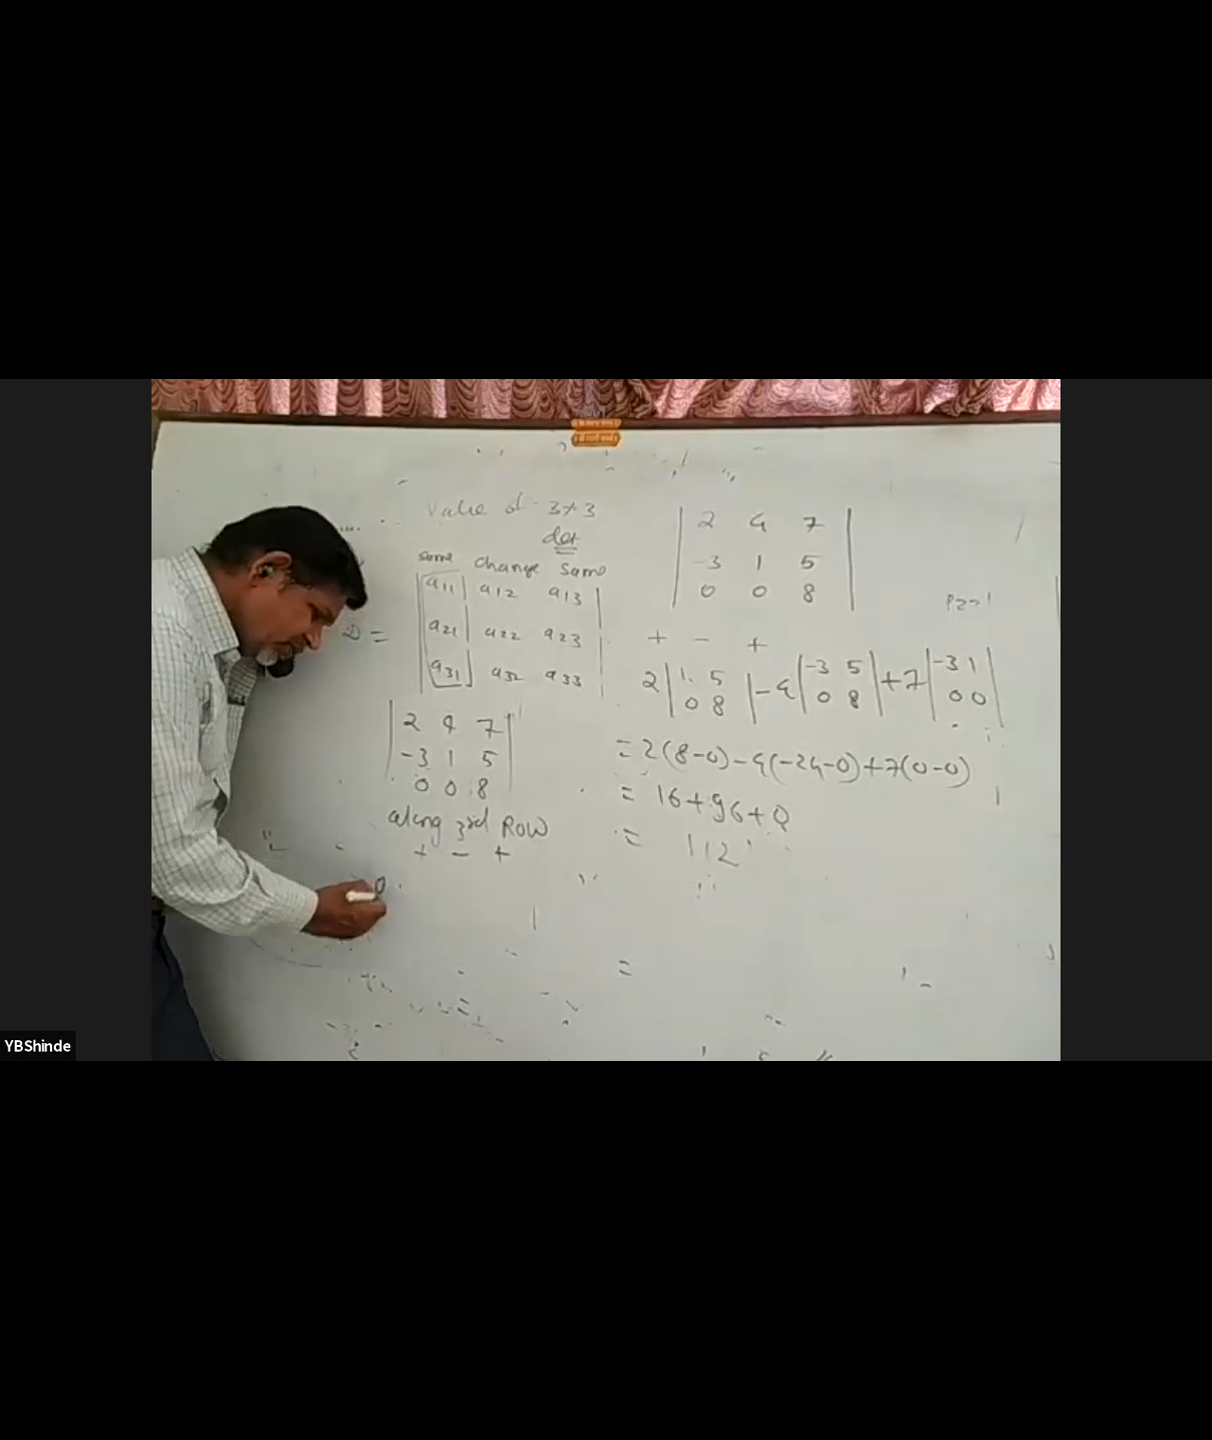 Value of 3×3
det
same change same
a11 a12 a13
D = a21 a22 a23
a31 a32 a33
2 4 7
-3 1 5
0 0 8
along 3rd ROW
+ - +
0
2 4 7
-3 1 5
0 0 8
+ - +
2 | 1 5 | - 4 | -3 5 | + 7 | -3 1 |
0 8 0 8 0 0
= 2(8-0) - 4(-24-0) + 7(0-0)
= 16 + 96 + 0
= 112
=
YBShinde